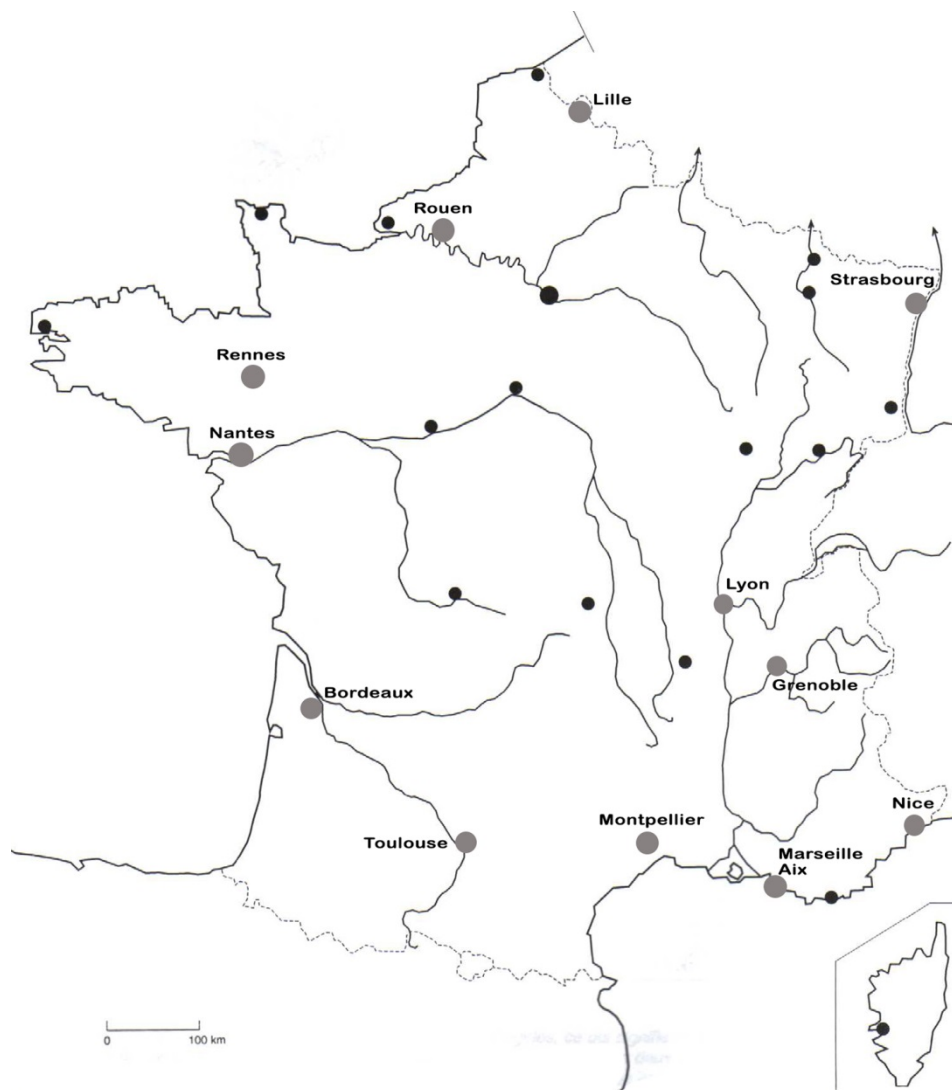 Lille
Rouen
Strasbourg
Rennes
Nantes
Lyon
Grenoble
Bordeaux
Nice
Montpellier
Toulouse
Marseille
Aix
0 100 km